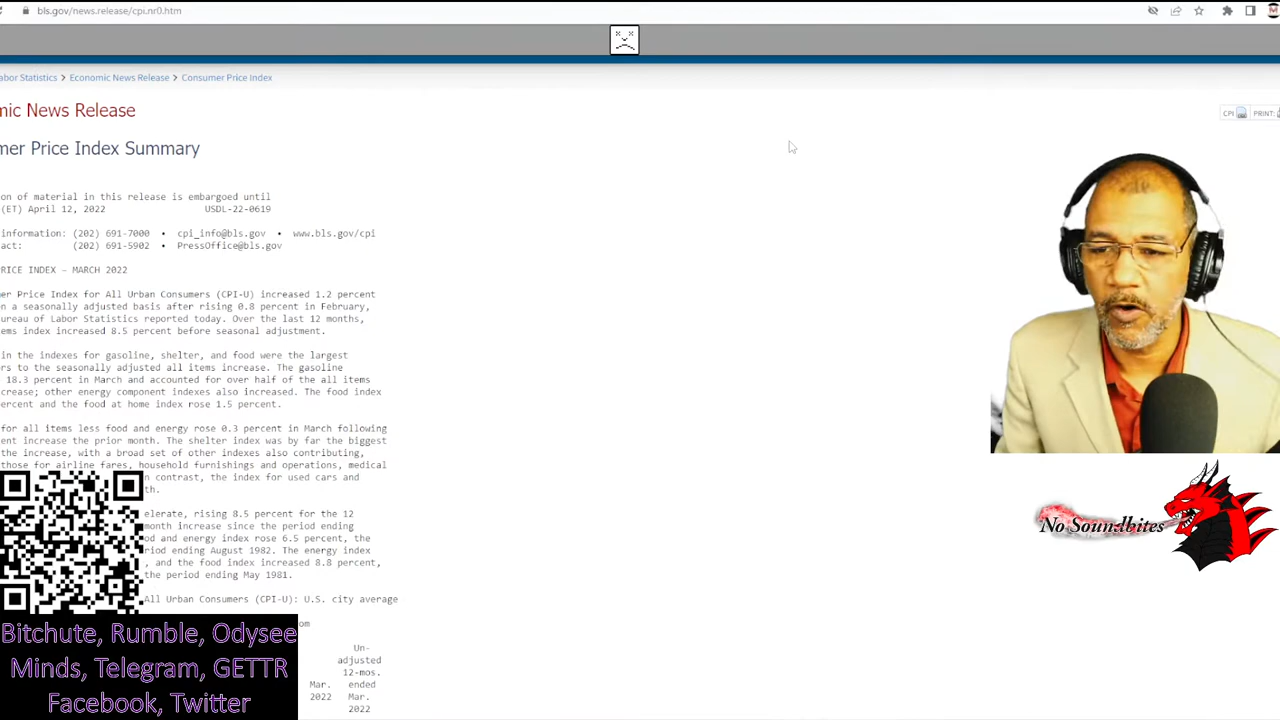 bls.gov/news.release/cpi.nr0.htm
abor Statistics > Economic News Release > Consumer Price Index
mic News Release
CPI PRINT:
mer Price Index Summary
on of material in this release is embargoed until
(ET) April 12, 2022 USDL-22-0619
information: (202) 691-7000 • cpi_info@bls.gov • www.bls.gov/cpi
act: (202) 691-5902 • PressOffice@bls.gov
PRICE INDEX – MARCH 2022
er Price Index for All Urban Consumers (CPI-U) increased 1.2 percent
n a seasonally adjusted basis after rising 0.8 percent in February,
ureau of Labor Statistics reported today. Over the last 12 months,
ems index increased 8.5 percent before seasonal adjustment.
in the indexes for gasoline, shelter, and food were the largest
rs to the seasonally adjusted all items increase. The gasoline
18.3 percent in March and accounted for over half of the all items
crease; other energy component indexes also increased. The food index
ercent and the food at home index rose 1.5 percent.
for all items less food and energy rose 0.3 percent in March following
ent increase the prior month. The shelter index was by far the biggest
the increase, with a broad set of other indexes also contributing,
those for airline fares, household furnishings and operations, medical
n contrast, the index for used cars and
th.
elerate, rising 8.5 percent for the 12
month increase since the period ending
od and energy index rose 6.5 percent, the
riod ending August 1982. The energy index
, and the food index increased 8.8 percent,
the period ending May 1981.
All Urban Consumers (CPI-U): U.S. city average
om
Un-
adjusted
12-mos.
Mar. ended
2022 Mar.
2022
No Soundbites
Bitchute, Rumble, Odysee
Minds, Telegram, GETTR
Facebook, Twitter